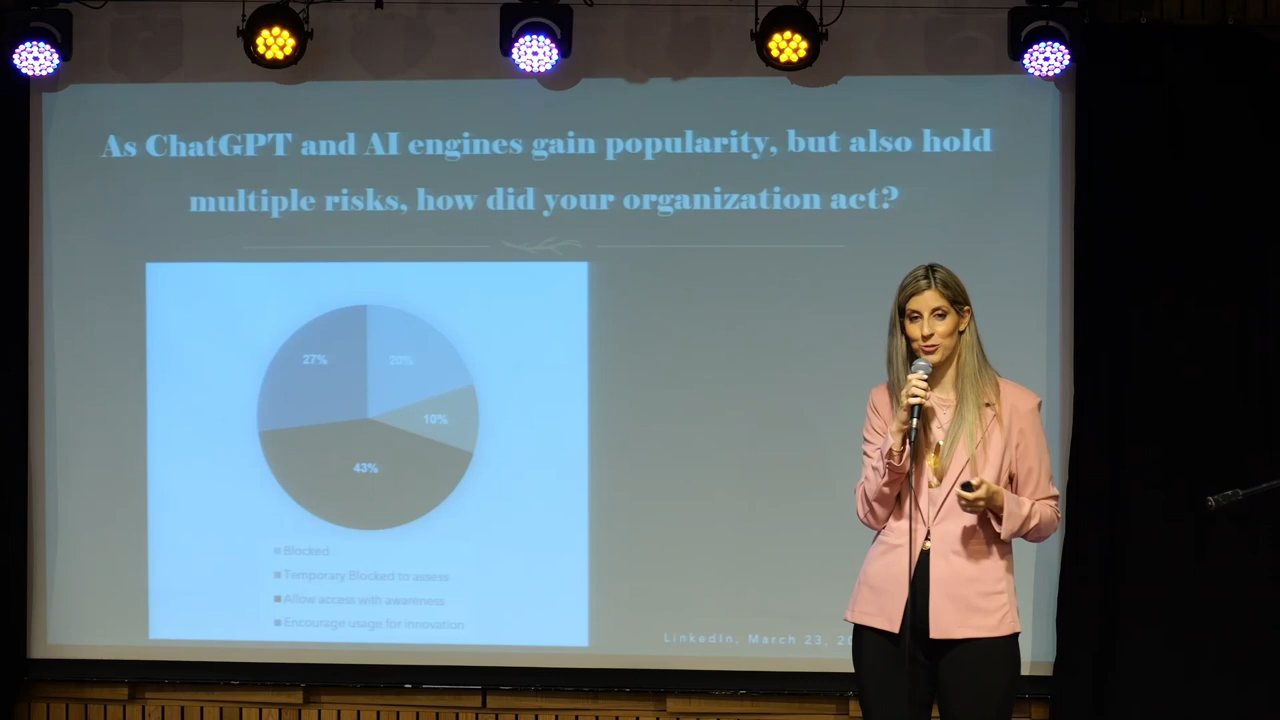 As ChatGPT and AI engines gain popularity, but also hold
multiple risks, how did your organization act?
27%
20%
10%
43%
Blocked
Temporary Blocked to assess
Allow access with awareness
Encourage usage for innovation
LinkedIn, March 23, 20